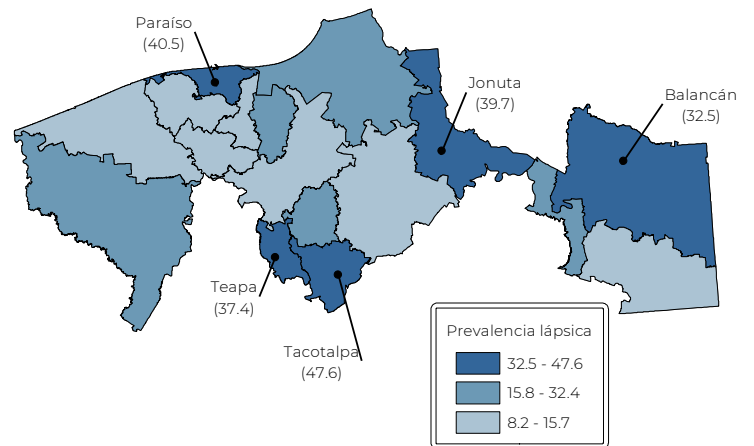 Paraíso
(40.5)
Jonuta
(39.7)
Balancán
(32.5)
Teapa
(37.4)
Tacotalpa
(47.6)
Prevalencia lápsica
32.5 - 47.6
15.8 - 32.4
8.2 - 15.7